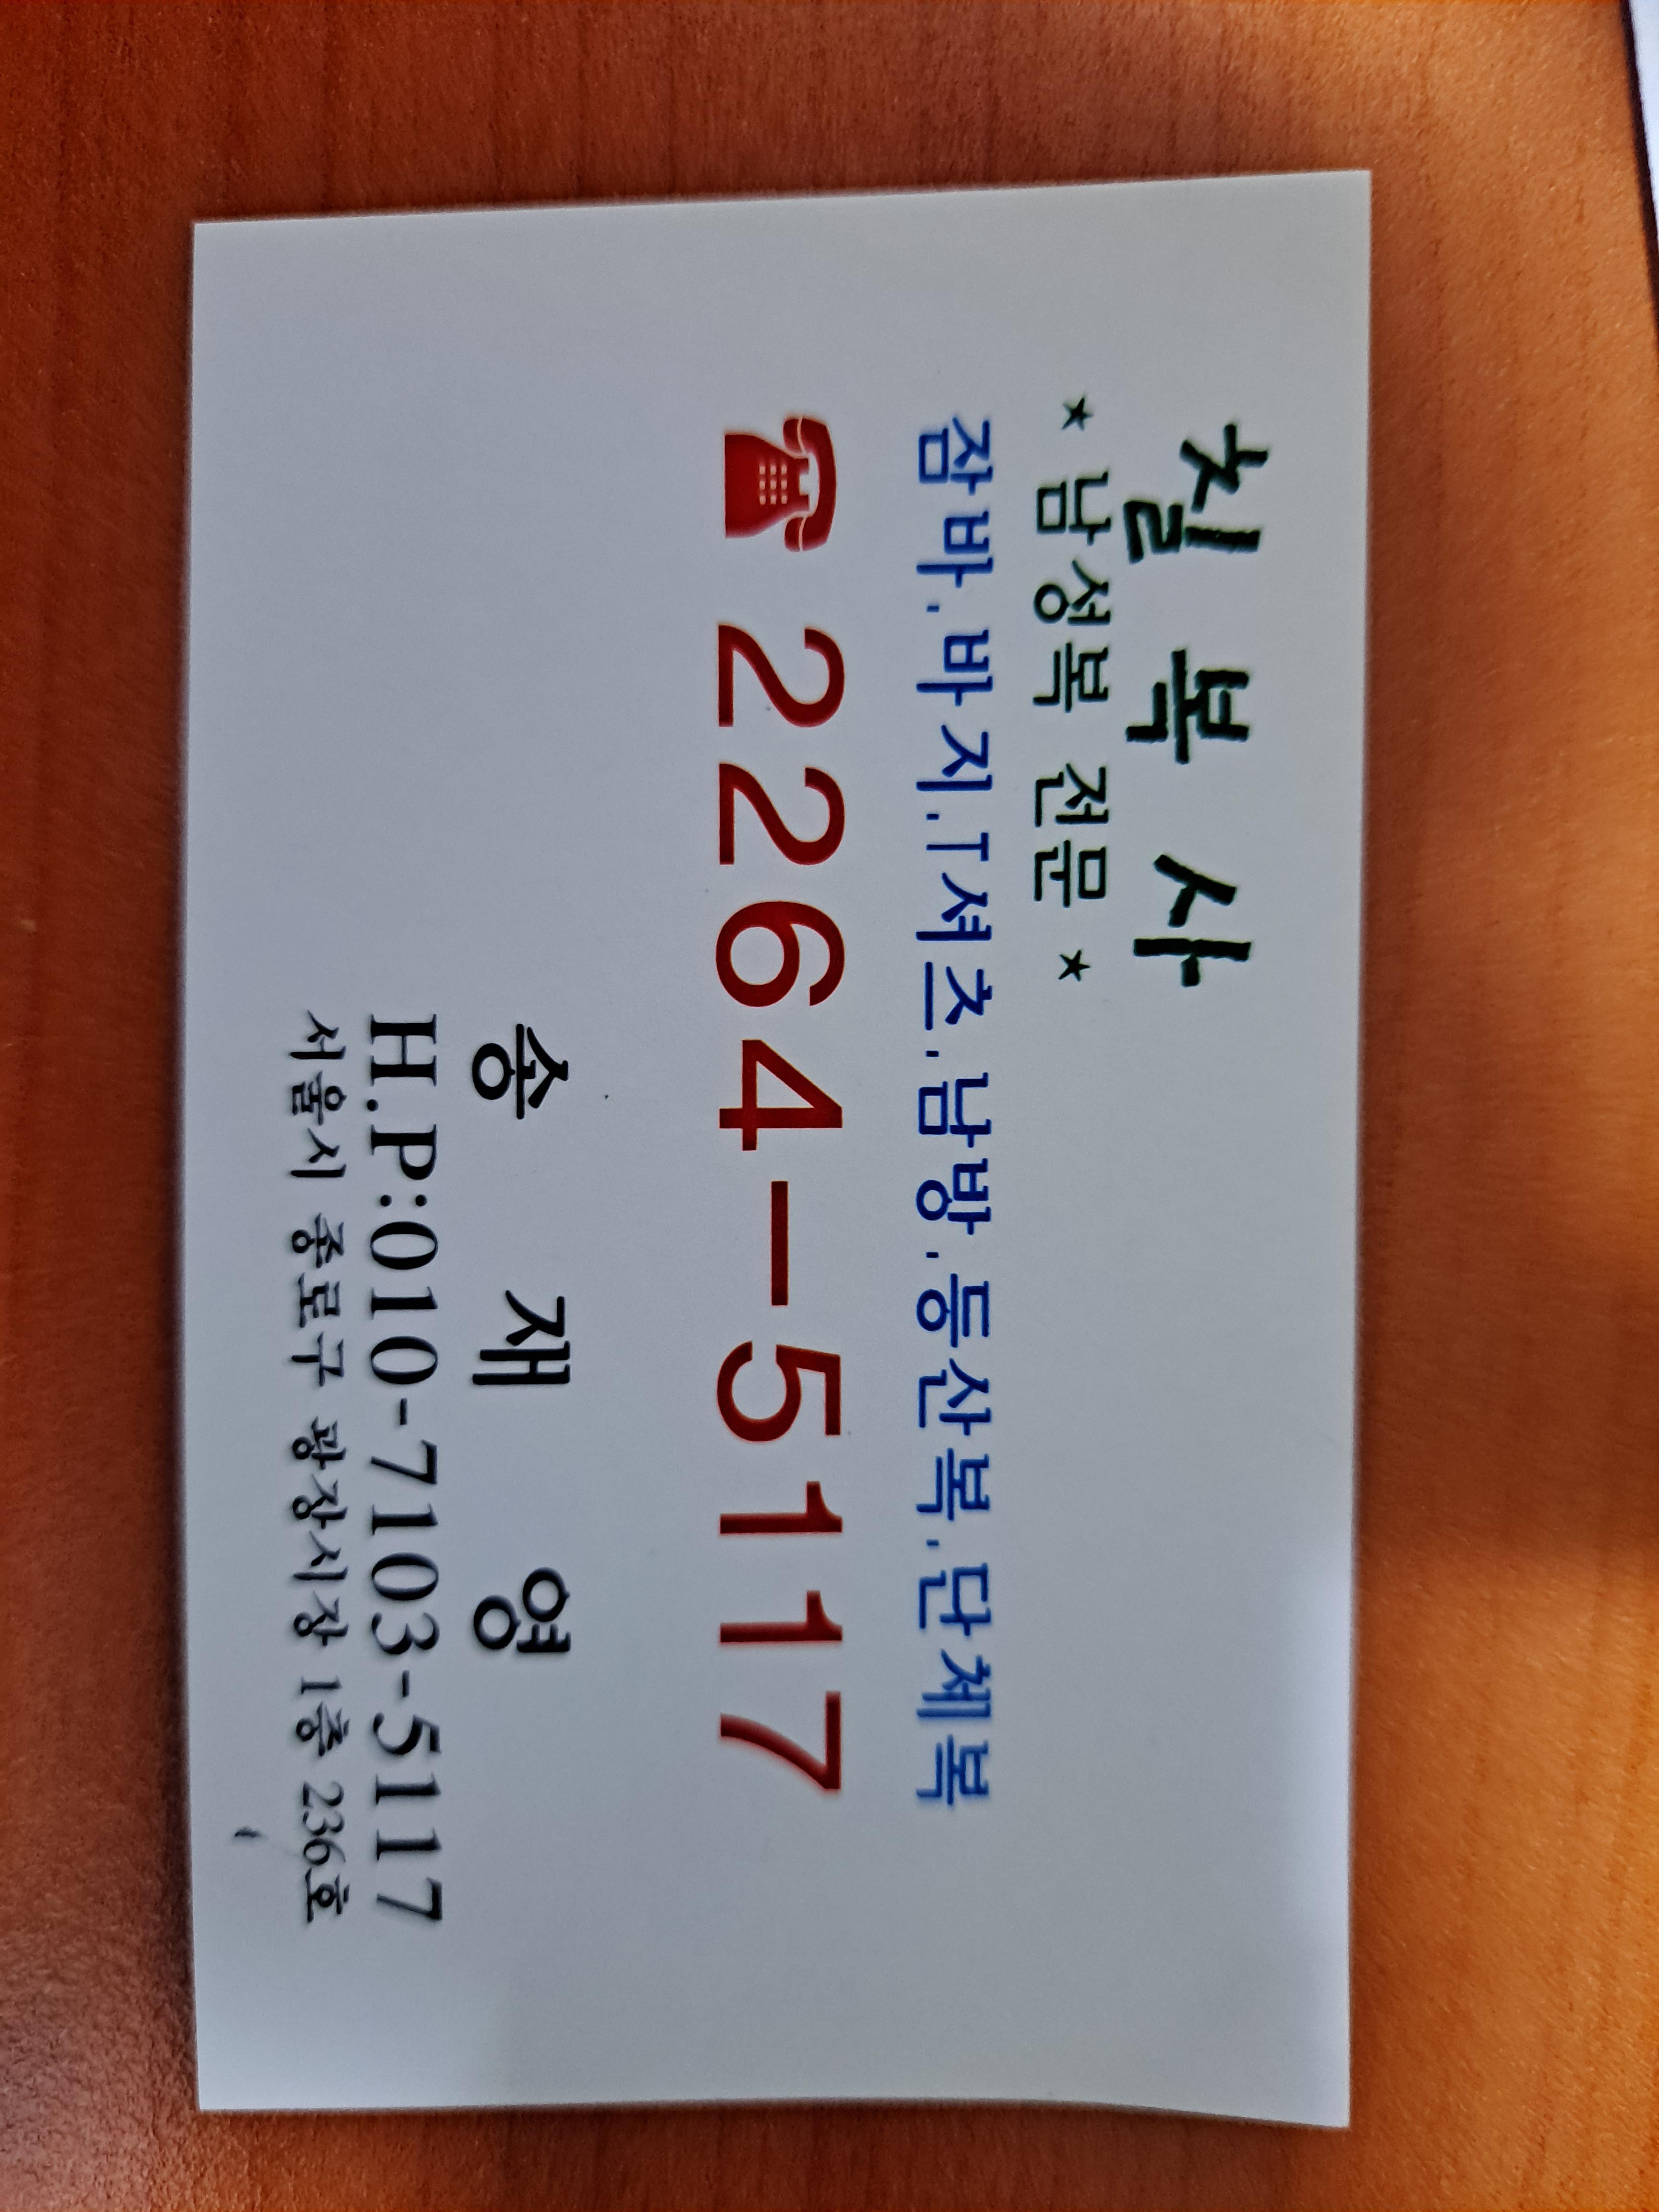 칠 복 사
★ 남성복 전문 ★
잠바.바지.T셔츠.남방.등산복.단체복
☎ 2264-5117
송 재 영
H.P:010-7103-5117
서울시 종로구 광장시장 1층 236호